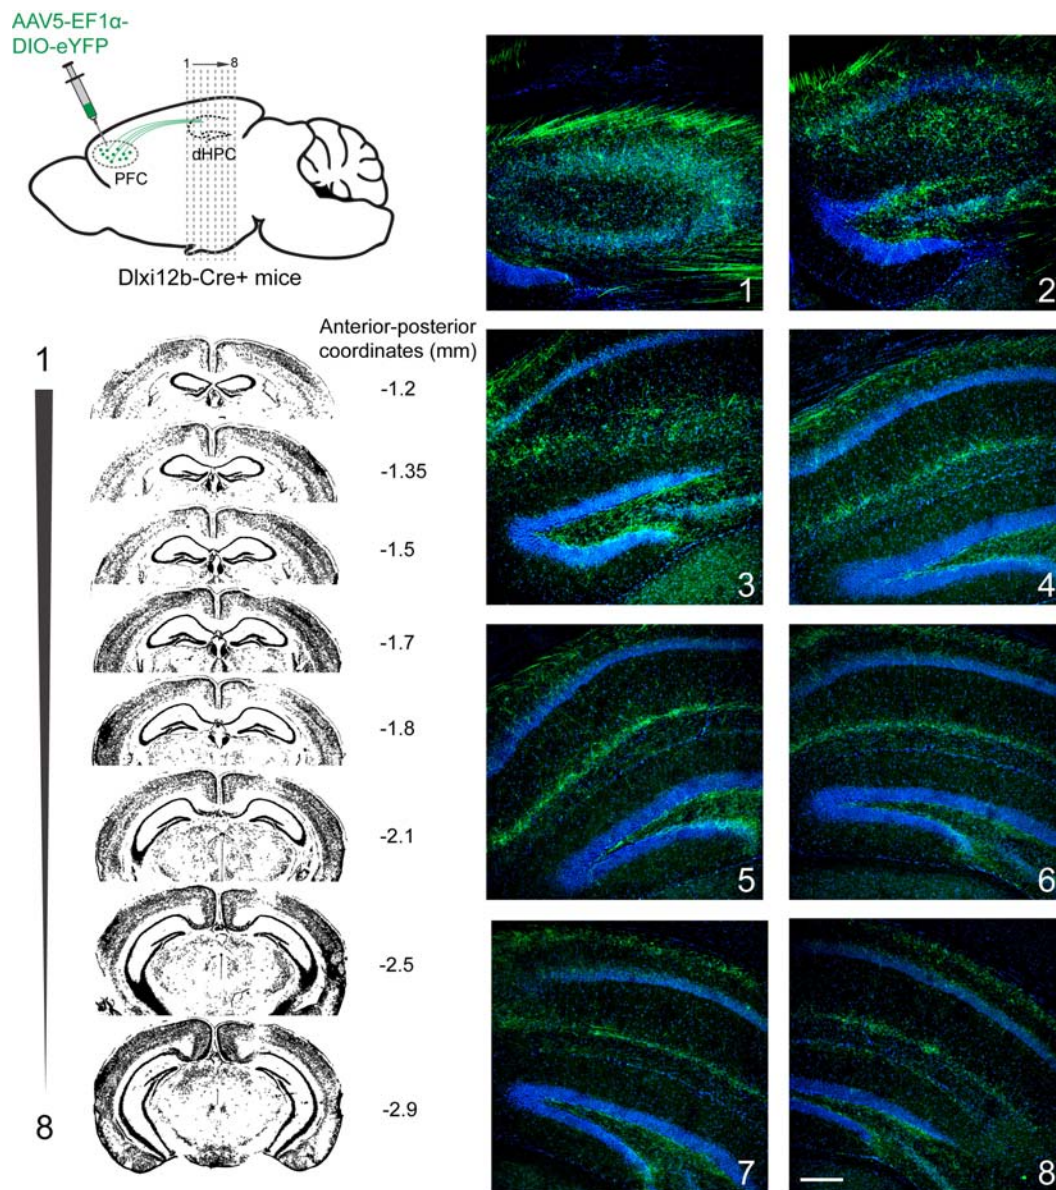 AAV5-EF1α-
DIO-eYFP
1
8
dHPC
PFC
Dlxi12b-Cre+ mice
Anterior-posterior
coordinates (mm)
1
-1.2
-1.35
-1.5
-1.7
-1.8
-2.1
-2.5
-2.9
8
1
2
3
4
5
6
7
8